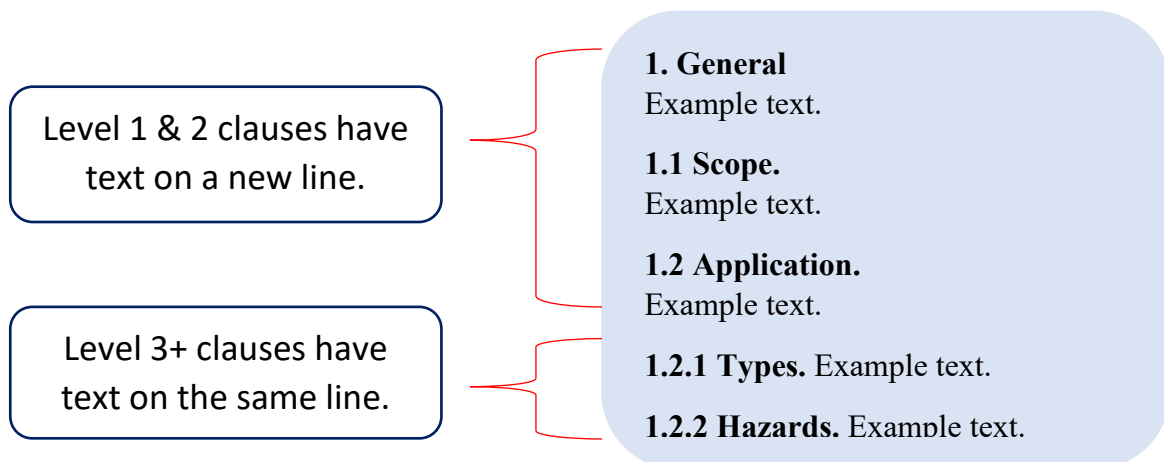 Level 1 & 2 clauses have
text on a new line.
Level 3+ clauses have
text on the same line.
1. General
Example text.
1.1 Scope.
Example text.
1.2 Application.
Example text.
1.2.1 Types. Example text.
1.2.2 Hazards. Example text.